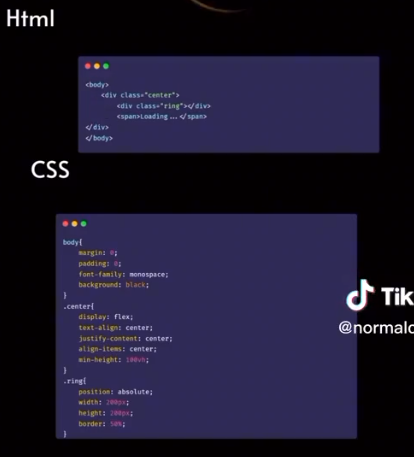 Html
<body>
<div class="center">
<div class="ring"></div>
<span>Loading...</span>
</div>
</body>
CSS
body{
margin: 0;
padding: 0;
font-family: monospace;
background: black;
}
.center{
display: flex;
text-align: center;
justify-content: center;
align-items: center;
min-height: 100vh;
}
.ring{
position: absolute;
width: 200px;
height: 200px;
border: 50%;
}
Tik
@normalo